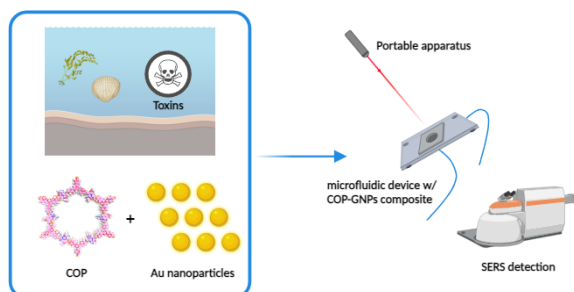 Portable apparatus
Toxins
microfluidic device w/
COP-GNPs composite
+
COP
Au nanoparticles
SERS detection